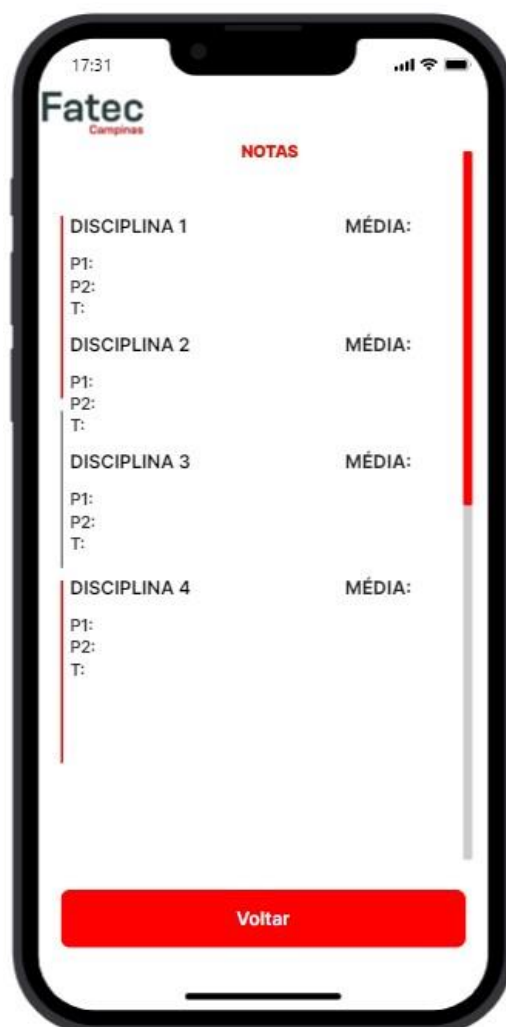 17:31
Fatec
Campinas
NOTAS
DISCIPLINA 1 MÉDIA:
P1:
P2:
T:
DISCIPLINA 2 MÉDIA:
P1:
P2:
T:
DISCIPLINA 3 MÉDIA:
P1:
P2:
T:
DISCIPLINA 4 MÉDIA:
P1:
P2:
T:
Voltar